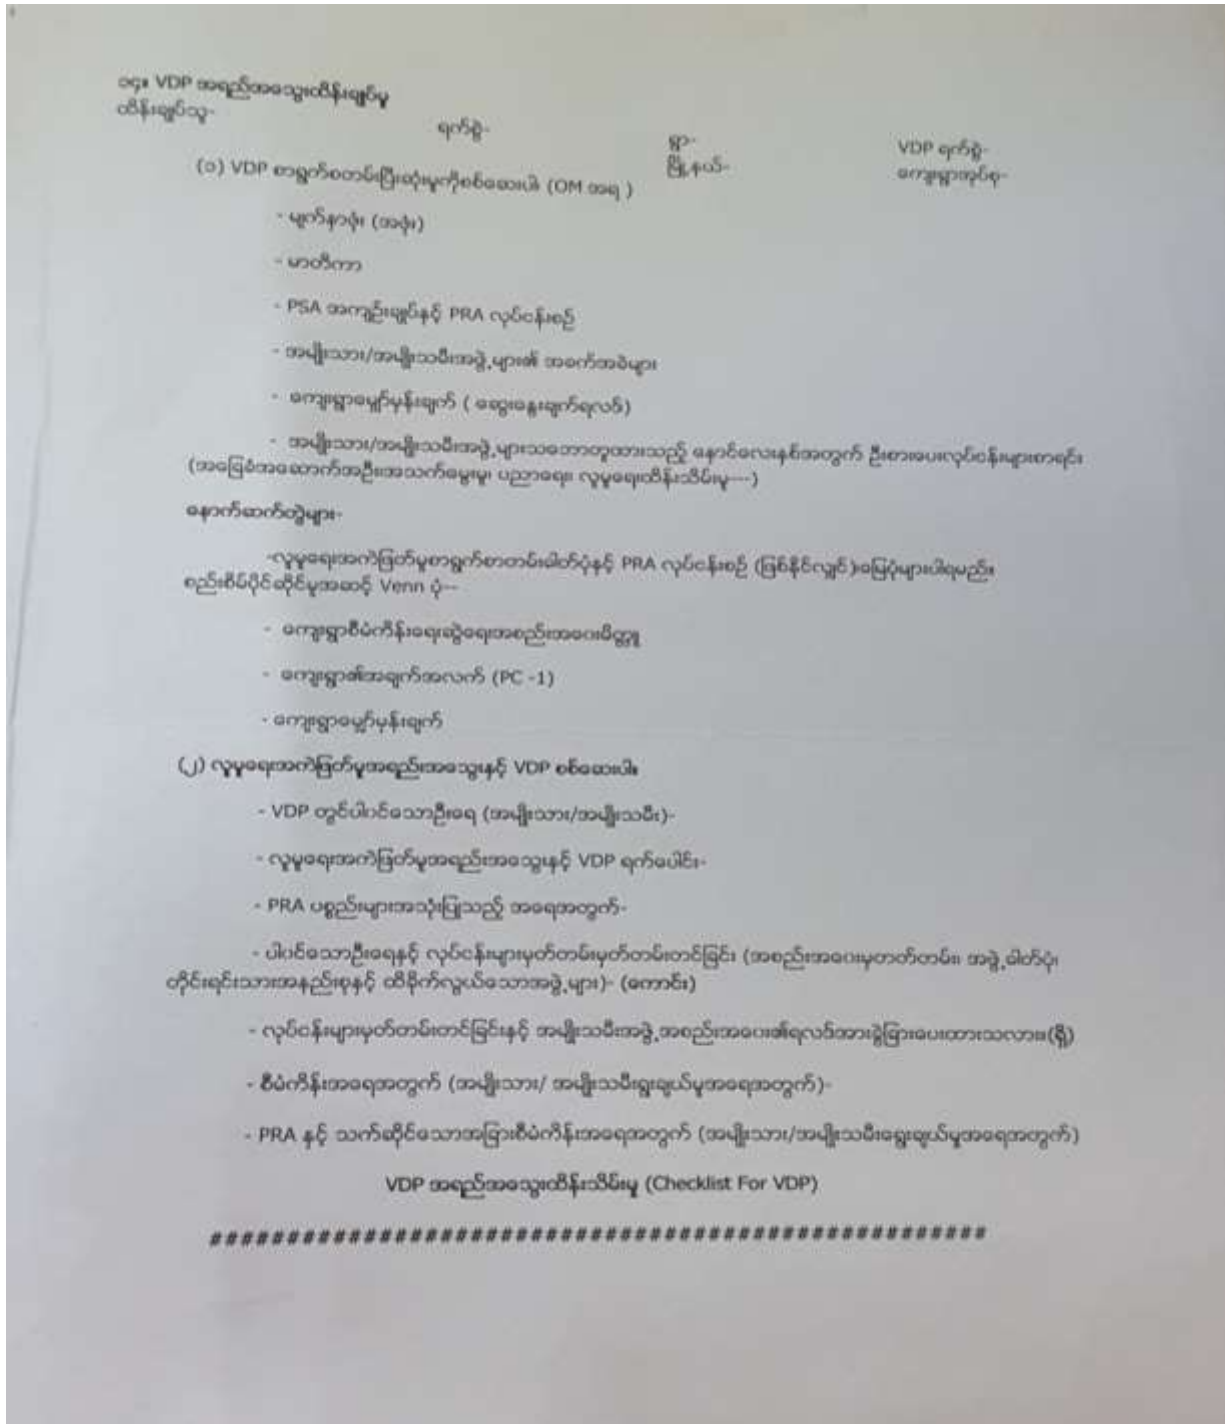 ၁၄။ VDP အရည်အသွေးထိန်းချုပ်မှု
ထိန်းချုပ်သူ-
ရက်စွဲ-
ရွာ-
VDP ရက်စွဲ-
မြို့နယ်-
ကျေးရွာအုပ်စု-
(၁) VDP စာရွက်စတမ်းပြီးဆုံးမှုကိုစစ်ဆေးပါ (OM အရ )
- မျက်နှာဖုံး (အဖုံး)
- မာတိကာ
- PSA အကျဉ်းချုပ်နှင့် PRA လုပ်ငန်းစဉ်
- အမျိုးသား/အမျိုးသမီးအဖွဲ့များ၏ အခက်အခဲများ
- ကျေးရွာမျှော်မှန်းချက် ( ဆွေးနွေးချက်ရလဒ်)
- အမျိုးသား/အမျိုးသမီးအဖွဲ့များသဘောတူထားသည့် နောင်လေးနှစ်အတွက် ဦးစားပေးလုပ်ငန်းများစာရင်း
(အခြေခံအဆောက်အဦးအသက်မွေးမှု၊ ပညာရေး၊ လူမှုရေးထိန်းသိမ်းမှု----)
နောက်ဆက်တွဲများ-
-လူမှုရေးအကဲဖြတ်မှုစာရွက်စာတမ်းဓါတ်ပုံနှင့် PRA လုပ်ငန်းစဉ် (ဖြစ်နိုင်လျှင်)မြေပုံများပါရမည်။
စည်းစိမ်ပိုင်ဆိုင်မှုအဆင့် Venn ပုံ---
- ကျေးရွာစီမံကိန်းရေးဆွဲရေးအစည်းအဝေးမိတ္တူ
- ကျေးရွာ၏အချက်အလက် (PC -1)
- ကျေးရွာမျှော်မှန်းချက်
(၂) လူမှုရေးအကဲဖြတ်မှုအရည်းအသွေးနှင့် VDP စစ်ဆေးပါ။
- VDP တွင်ပါဝင်သောဦးရေ (အမျိုးသား/အမျိုးသမီး)-
- လူမှုရေးအကဲဖြတ်မှုအရည်းအသွေးနှင့် VDP ရက်ပေါင်း-
- PRA ပစ္စည်းများအသုံးပြုသည့် အရေအတွက်-
- ပါဝင်သောဦးရေနှင့် လုပ်ငန်းများမှတ်တမ်းမှတ်တမ်းတင်ခြင်း (အစည်းအဝေးမှတတ်တမ်း၊ အဖွဲ့ဓါတ်ပုံ၊
တိုင်းရင်းသားအနည်းစုနှင့် ထိခိုက်လွယ်သောအဖွဲ့များ)- (ကောင်း)
- လုပ်ငန်းများမှတ်တမ်းတင်ခြင်းနှင့် အမျိုးသမီးအဖွဲ့အစည်းအဝေး၏ရလဒ်အားခွဲခြားပေးထားသလား။(ရှိ)
- စီမံကိန်းအရေအတွက် (အမျိုးသား/ အမျိုးသမီးရွေးချယ်မှုအရေအတွက်)-
- PRA နှင့် သက်ဆိုင်သောအခြားစီမံကိန်းအရေအတွက် (အမျိုးသား/အမျိုးသမီးရွေးချယ်မှုအရေအတွက်)
VDP အရည်အသွေးထိန်းသိမ်းမှု (Checklist For VDP)
###################################################